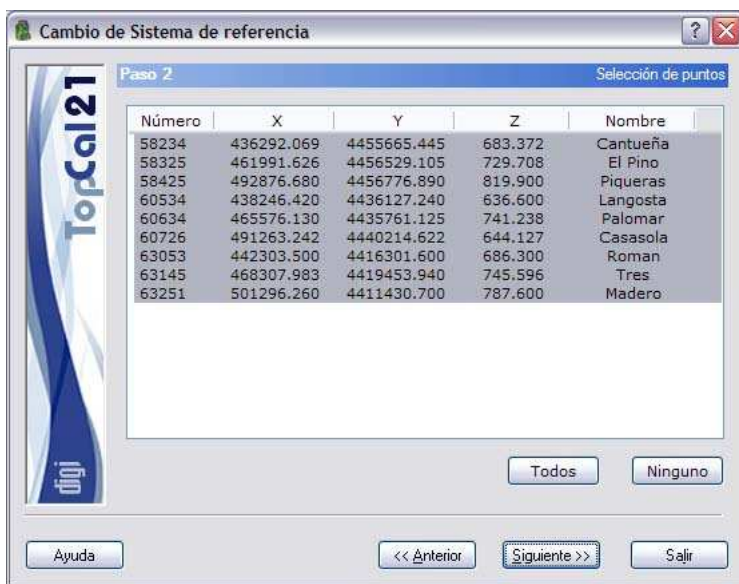 Cambio de Sistema de referencia
TopCal 21
digi
Paso 2 Selección de puntos
Número X Y Z Nombre
58234 436292.069 4455665.445 683.372 Cantueña
58325 461991.626 4456529.105 729.708 El Pino
58425 492876.680 4456776.890 819.900 Piqueras
60534 438246.420 4436127.240 636.600 Langosta
60634 465576.130 4435761.125 741.238 Palomar
60726 491263.242 4440214.622 644.127 Casasola
63053 442303.500 4416301.600 686.300 Roman
63145 468307.983 4419453.940 745.596 Tres
63251 501296.260 4411430.700 787.600 Madero
Todos Ninguno
Ayuda << Anterior Siguiente >> Salir